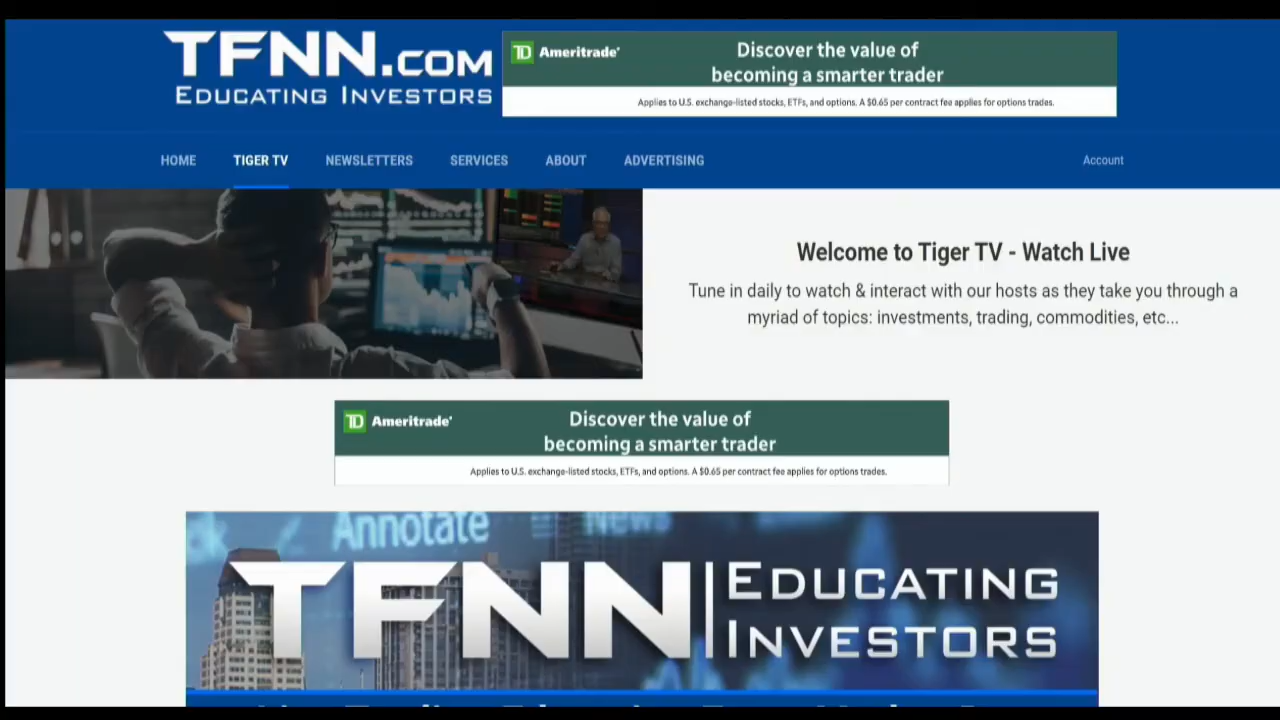 TFNN.COM
EDUCATING INVESTORS
TD Ameritrade
Discover the value of
becoming a smarter trader
Applies to U.S. exchange-listed stocks, ETFs, and options. A $0.65 per contract fee applies for options trades.
HOME TIGER TV NEWSLETTERS SERVICES ABOUT ADVERTISING Account
Welcome to Tiger TV - Watch Live
Tune in daily to watch & interact with our hosts as they take you through a
myriad of topics: investments, trading, commodities, etc...
TD Ameritrade
Discover the value of
becoming a smarter trader
Applies to U.S. exchange-listed stocks, ETFs, and options. A $0.65 per contract fee applies for options trades.
Annotate News
TFNN EDUCATING
INVESTORS